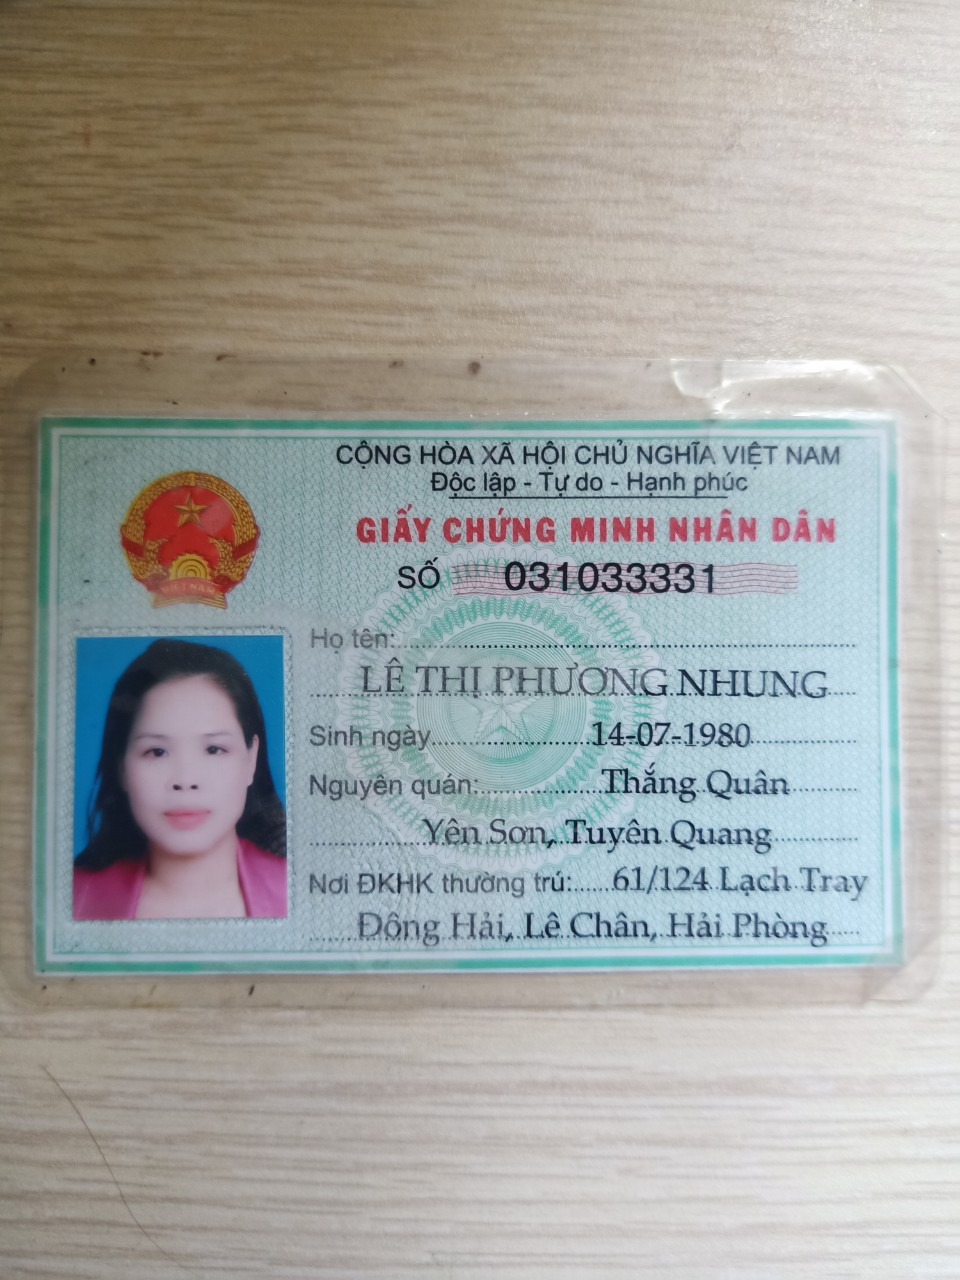 CỘNG HÒA XÃ HỘI CHỦ NGHĨA VIỆT NAM
Độc lập - Tự do - Hạnh phúc
GIẤY CHỨNG MINH NHÂN DÂN
SỐ 031033331
VIỆT NAM
Họ tên:
LÊ THỊ PHƯƠNG NHUNG
Sinh ngày 14-07-1980
Nguyên quán: Thắng Quân
Yên Sơn, Tuyên Quang
Nơi ĐKHK thường trú: 61/124 Lạch Tray
Đông Hải, Lê Chân, Hải Phòng